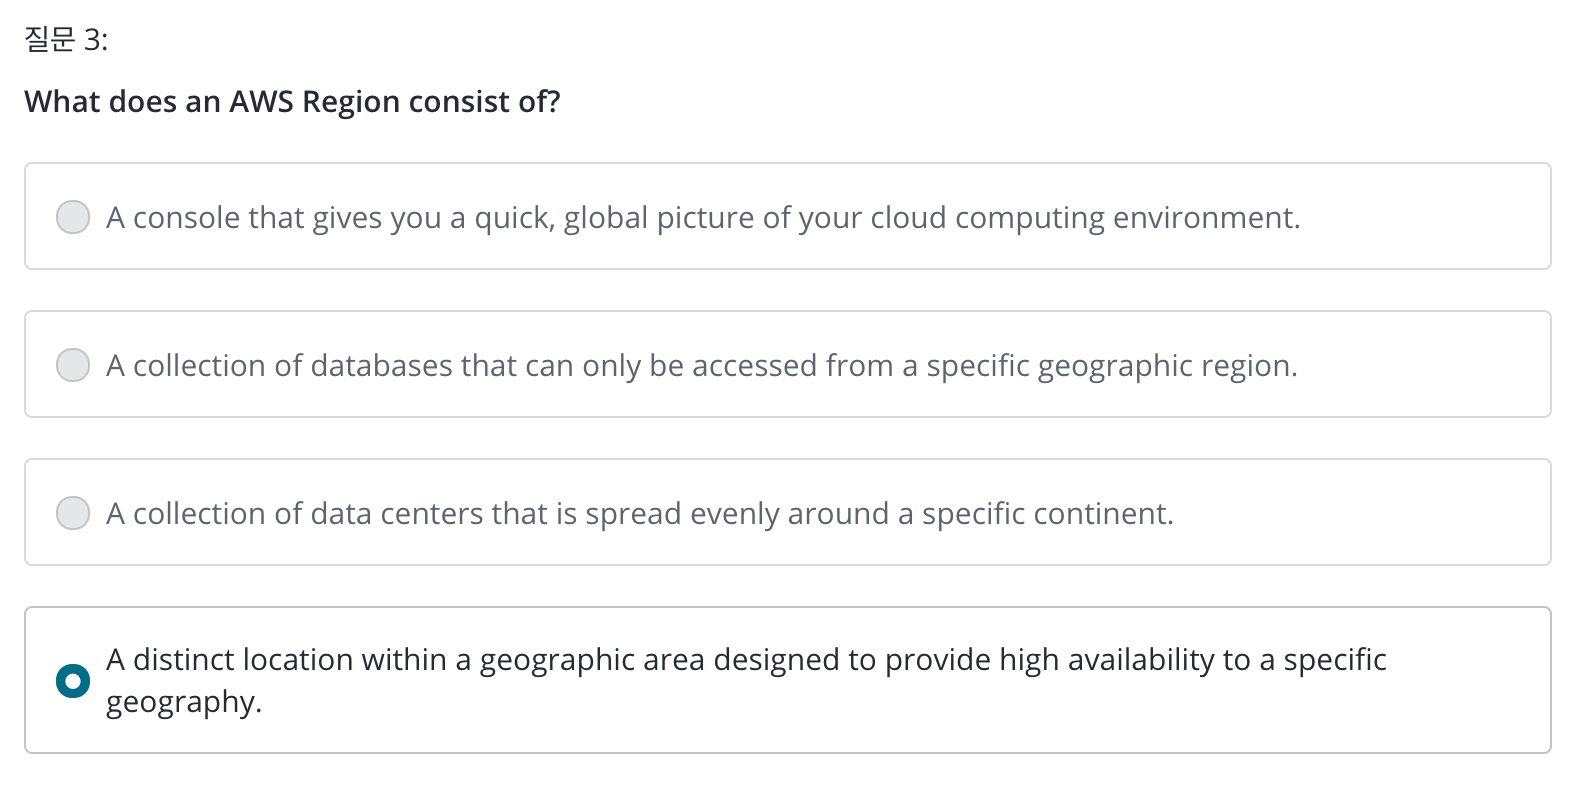 질문 3:
What does an AWS Region consist of?
A console that gives you a quick, global picture of your cloud computing environment.
A collection of databases that can only be accessed from a specific geographic region.
A collection of data centers that is spread evenly around a specific continent.
A distinct location within a geographic area designed to provide high availability to a specific
geography.